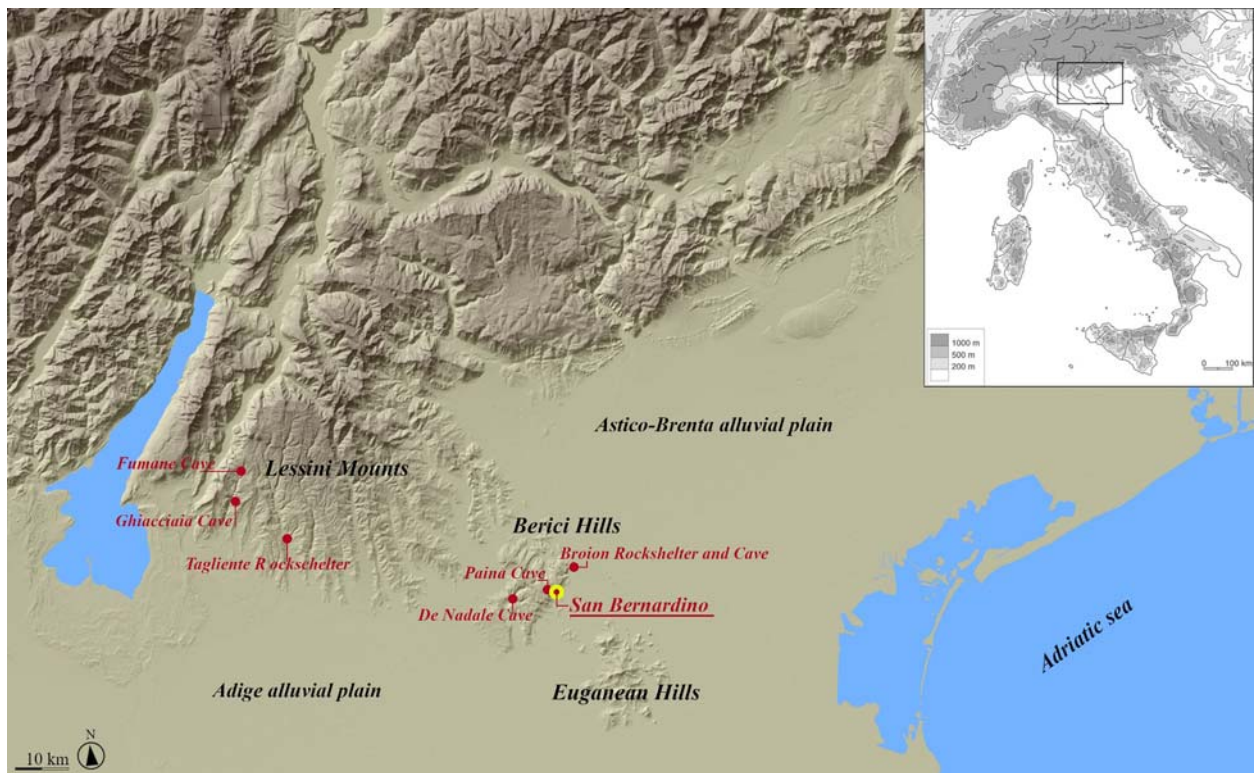 1000 m
500 m
200 m
0 100 km
Astico-Brenta alluvial plain
Fumane Cave
Lessini Mounts
Ghiacciaia Cave
Berici Hills
Tagliente R ockschelter
Broion Rockshelter and Cave
Paina Cave
San Bernardino
De Nadale Cave
Adriatic sea
Adige alluvial plain
Euganean Hills
N
10 km